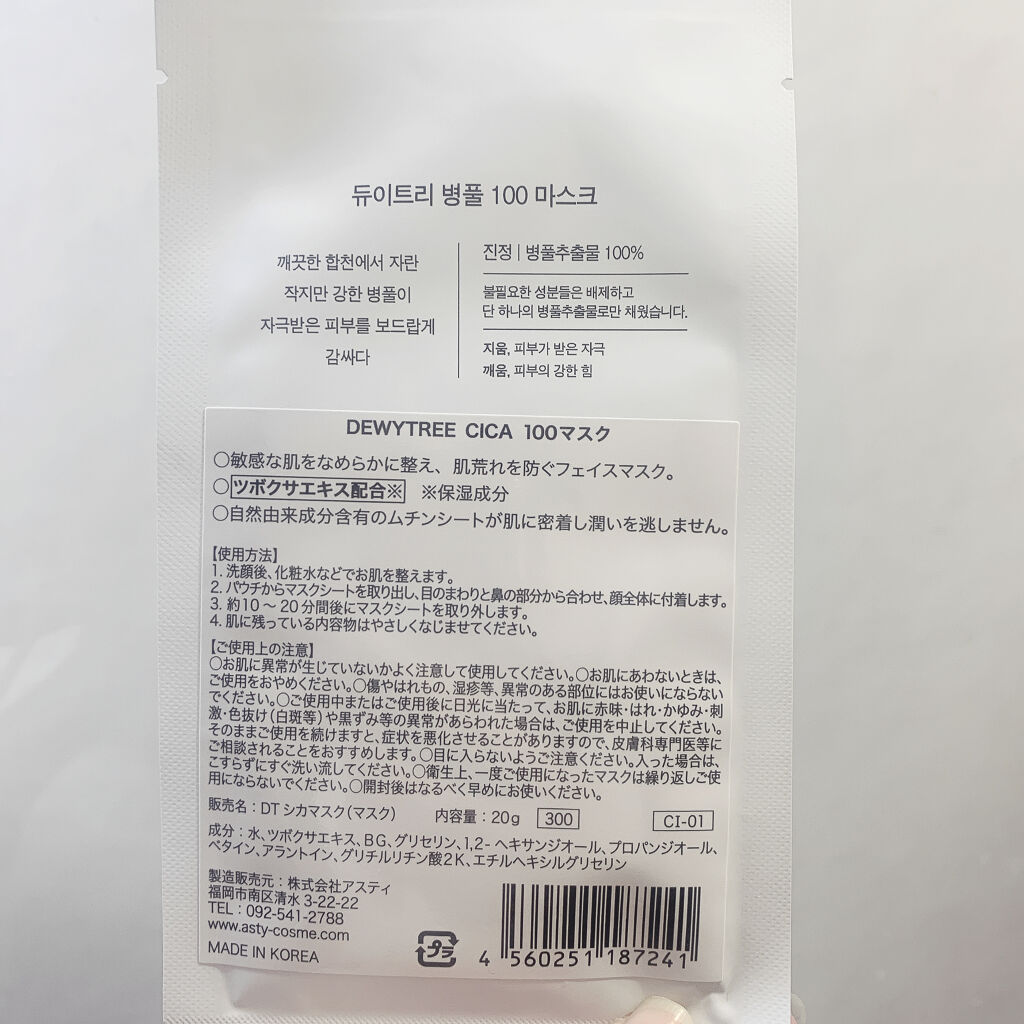 듀이트리 병풀 100 마스크
깨끗한 합천에서 자란
작지만 강한 병풀이
자극받은 피부를 보드랍게
감싸다
진정 | 병풀추출물 100%
불필요한 성분들은 배제하고
단 하나의 병풀추출물로만 채웠습니다.
지움, 피부가 받은 자극
깨움, 피부의 강한 힘
DEWYTREE CICA 100マスク
○敏感な肌をなめらかに整え、肌荒れを防ぐフェイスマスク。
○ツボクサエキス配合※ ※保湿成分
○自然由来成分含有のムチンシートが肌に密着し潤いを逃しません。
【使用方法】
1. 洗顔後、化粧水などでお肌を整えます。
2. パウチからマスクシートを取り出し、目のまわりと鼻の部分から合わせ、顔全体に付着します。
3. 約10～20分間後にマスクシートを取り外します。
4. 肌に残っている内容物はやさしくなじませてください。
【ご使用上の注意】
○お肌に異常が生じていないかよく注意して使用してください。○お肌にあわないときは、
ご使用をおやめください。○傷やはれもの、湿疹等、異常のある部位にはお使いにならない
でください。○ご使用中またはご使用後に日光に当たって、お肌に赤味・はれ・かゆみ・刺
激・色抜け(白斑等)や黒ずみ等の異常があらわれた場合は、ご使用を中止してください。
そのままご使用を続けますと、症状を悪化させることがありますので、皮膚科専門医等に
ご相談されることをおすすめします。○目に入らないようご注意ください。入った場合は、
こすらずにすぐ洗い流してください。○衛生上、一度ご使用になったマスクは繰り返しご使
用にならないでください。○開封後はなるべく早めにお使いください。
販売名：DT シカマスク(マスク) 内容量：20g 300 CI-01
成分：水、ツボクサエキス、BG、グリセリン、1,2-ヘキサンジオール、プロパンジオール、
ベタイン、アラントイン、グリチルリチン酸2K、エチルヘキシルグリセリン
製造販売元：株式会社アスティ
福岡市南区清水 3-22-22
TEL：092-541-2788
www.asty-cosme.com
MADE IN KOREA
プラ
4 560251 187241